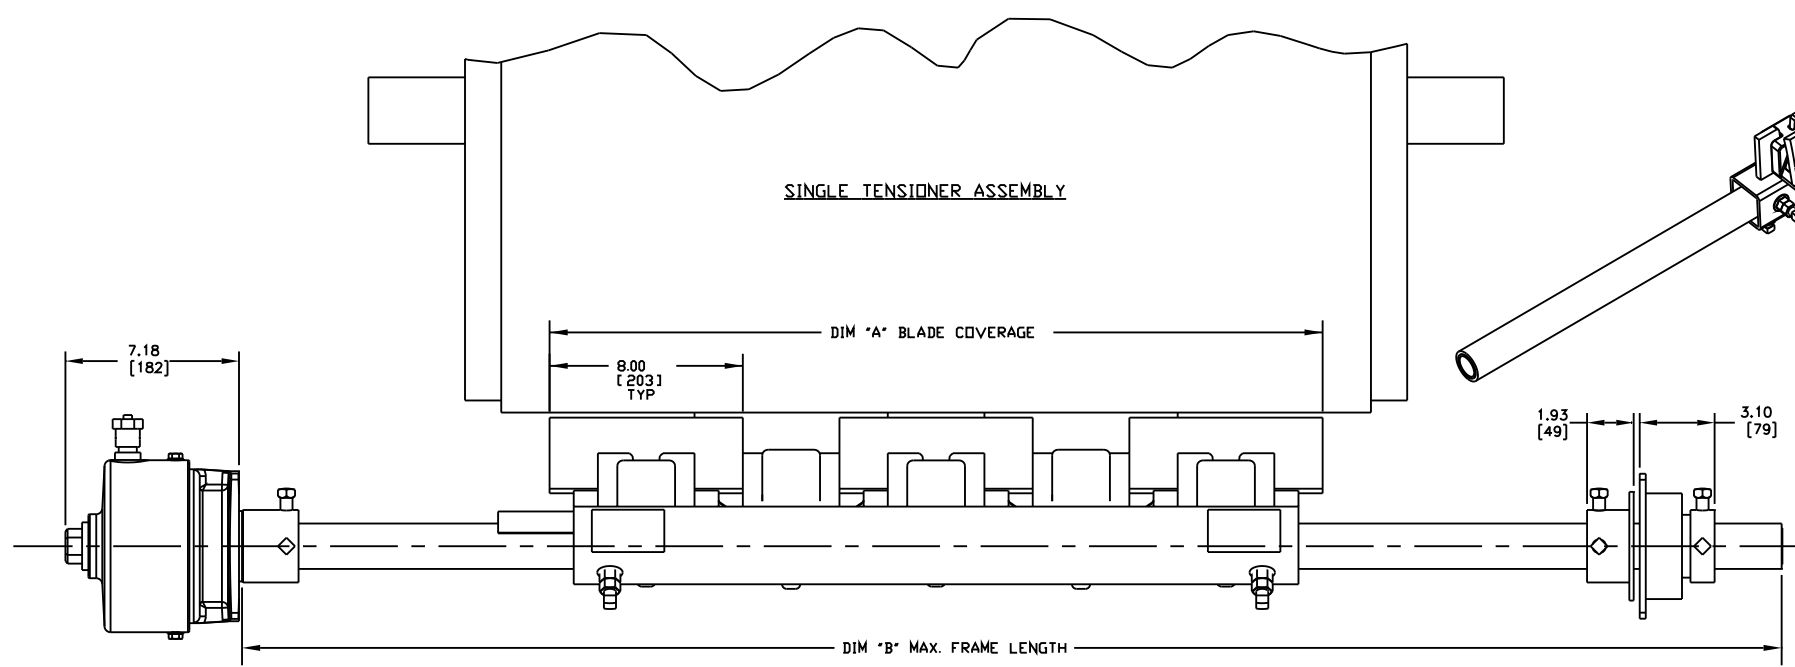 SINGLE TENSIONER ASSEMBLY
DIM "A" BLADE COVERAGE
7.18
[182]
8.00
[203]
TYP
1.93
[49]
3.10
[79]
DIM "B" MAX. FRAME LENGTH